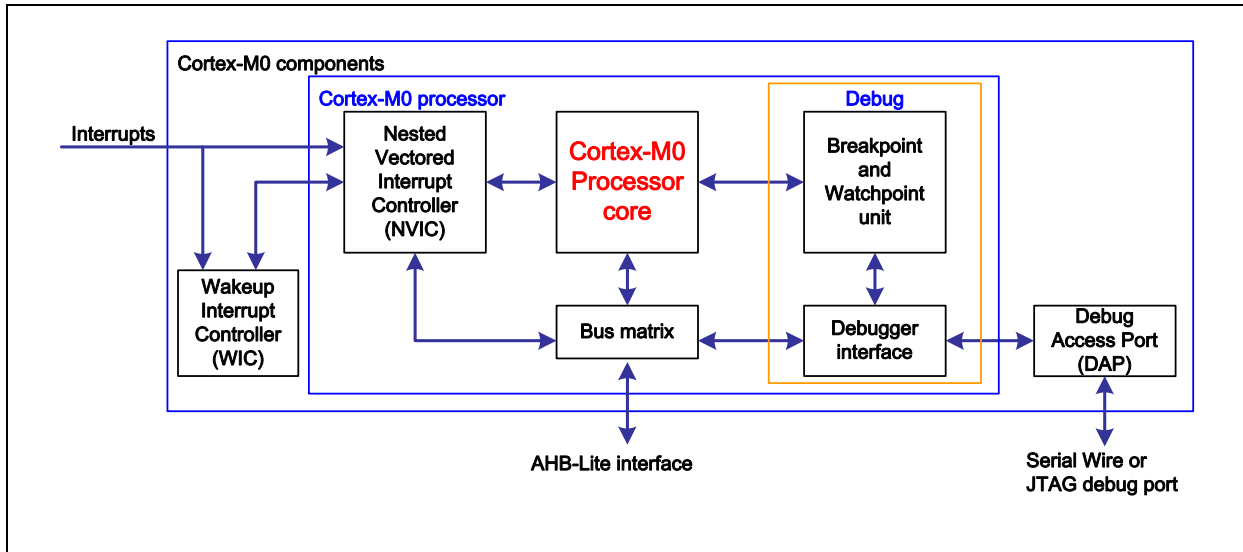 Cortex-M0 components
Cortex-M0 processor
Debug
Interrupts
Nested
Vectored
Interrupt
Controller
(NVIC)
Cortex-M0
Processor
core
Breakpoint
and
Watchpoint
unit
Wakeup
Interrupt
Controller
(WIC)
Bus matrix
Debugger
interface
Debug
Access Port
(DAP)
AHB-Lite interface
Serial Wire or
JTAG debug port